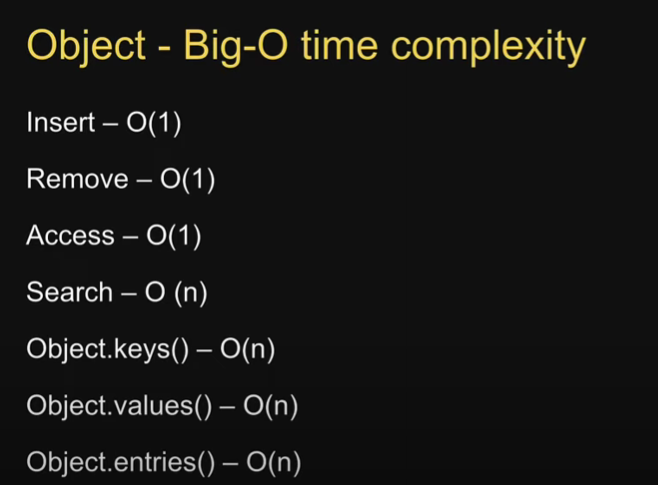 Object - Big-O time complexity
Insert – O(1)
Remove – O(1)
Access – O(1)
Search – O (n)
Object.keys() – O(n)
Object.values() – O(n)
Object.entries() – O(n)